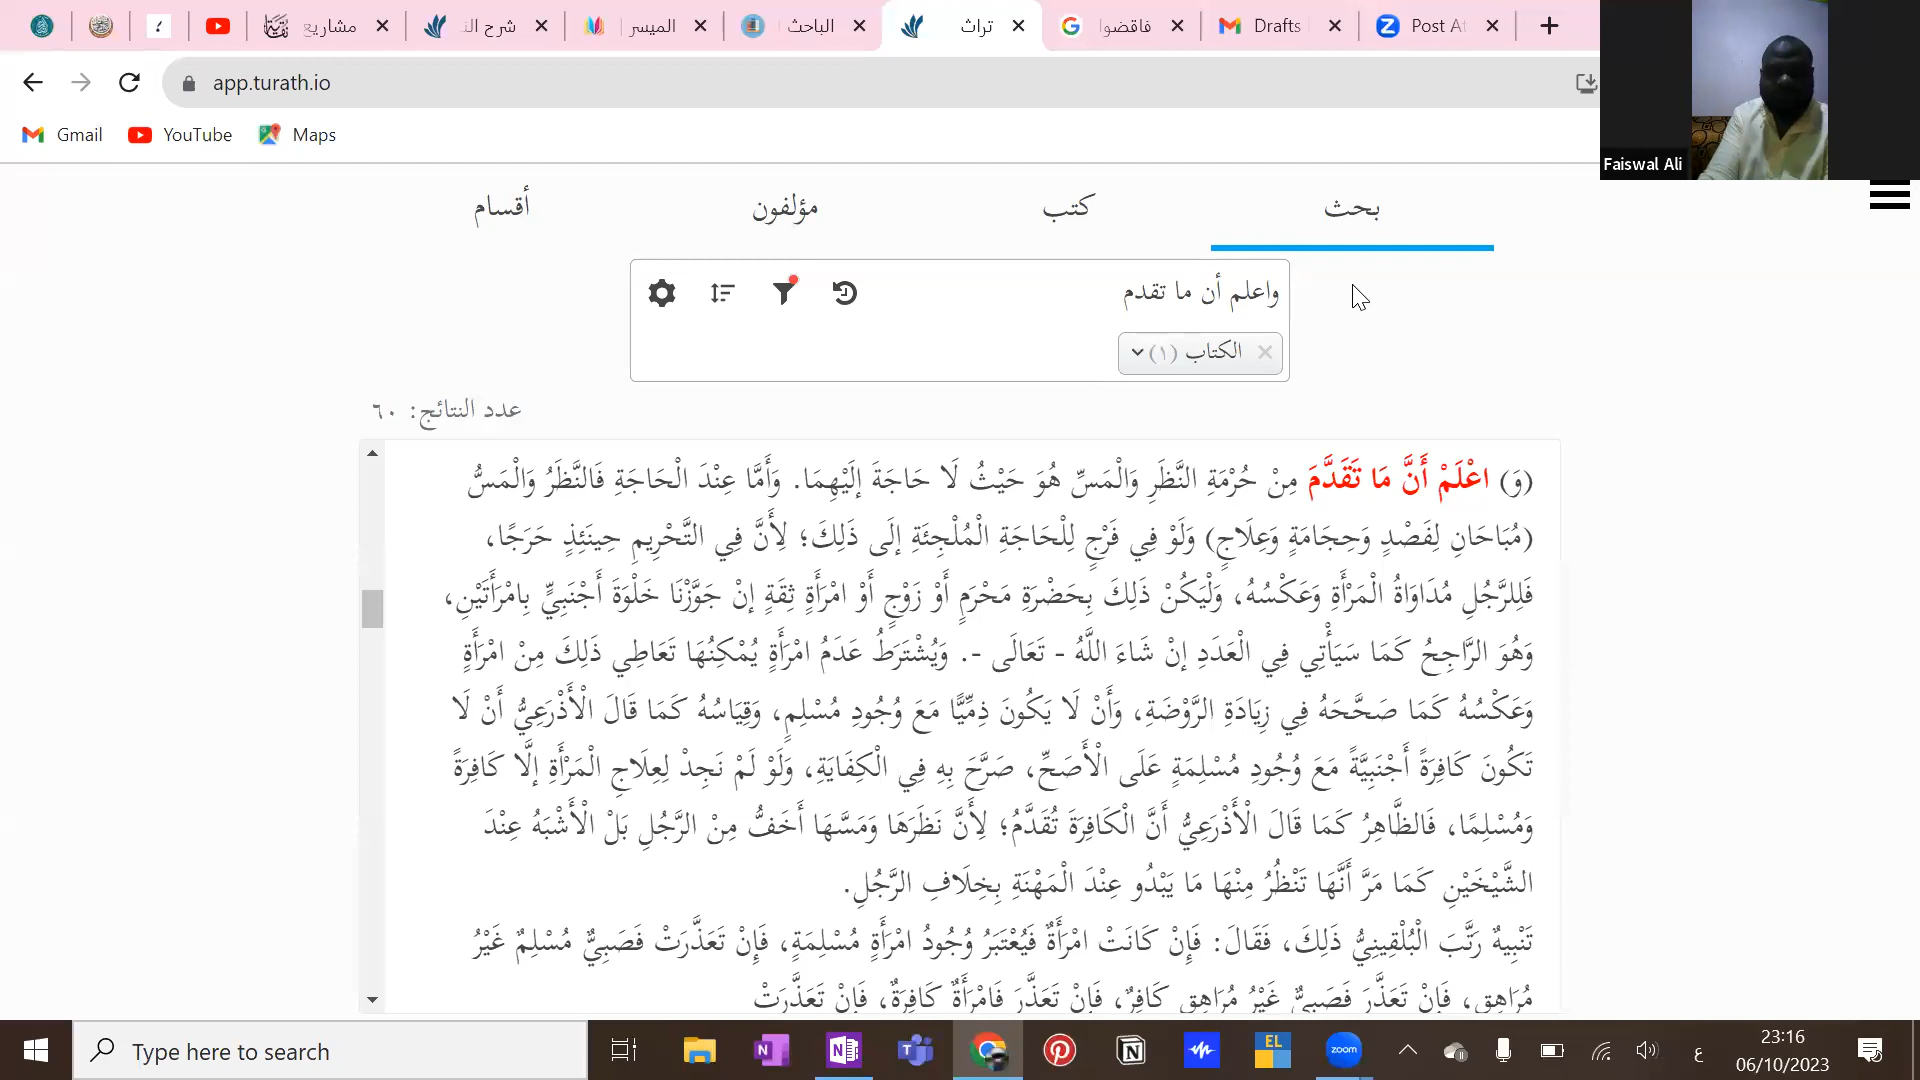 مشاريع
شرح الت
الميسر
الباحث
تراث
فاقضوا
Drafts
Post At
app.turath.io
Gmail
YouTube
Maps
Faiswal Ali
بحث
كتب
مؤلفون
أقسام
واعلم أن ما تقدم
الكتاب (١)
عدد النتائج: ٦٠
(وَ) اعْلَمْ أَنَّ مَا تَقَدَّمَ مِنْ حُرْمَةِ النَّظَرِ وَالْمَسِّ هُوَ حَيْثُ لَا حَاجَةَ إلَيْهِمَا. وَأَمَّا عِنْدَ الْحَاجَةِ فَالنَّظَرُ وَالْمَسُّ
(مُبَاحَانِ لِفَصْدٍ وَحِجَامَةٍ وَعِلَاجٍ) وَلَوْ فِي فَرْجٍ لِلْحَاجَةِ الْمُلْجِئَةِ إلَى ذَلِكَ؛ لِأَنَّ فِي التَّحْرِيمِ حِينَئِذٍ حَرَجًا،
فَلِلرَّجُلِ مُدَاوَاةُ الْمَرْأَةِ وَعَكْسُهُ، وَلْيَكُنْ ذَلِكَ بِحَضْرَةِ مَحْرَمٍ أَوْ زَوْجٍ أَوْ امْرَأَةٍ ثِقَةٍ إنْ جَوَّزْنَا خَلْوَةَ أَجْنَبِيٍّ بِامْرَأَتَيْنِ،
وَهُوَ الرَّاجِحُ كَمَا سَيَأْتِي فِي الْعَدَدِ إنْ شَاءَ اللَّهُ - تَعَالَى -. وَيُشْتَرَطُ عَدَمُ امْرَأَةٍ يُمْكِنُهَا تَعَاطِي ذَلِكَ مِنْ امْرَأَةٍ
وَعَكْسُهُ كَمَا صَحَّحَهُ فِي زِيَادَةِ الرَّوْضَةِ، وَأَنْ لَا يَكُونَ ذِمِّيًّا مَعَ وُجُودِ مُسْلِمٍ، وَقِيَاسُهُ كَمَا قَالَ الْأَذْرَعِيُّ أَنْ لَا
تَكُونَ كَافِرَةً أَجْنَبِيَّةً مَعَ وُجُودِ مُسْلِمَةٍ عَلَى الْأَصَحِّ، صَرَّحَ بِهِ فِي الْكِفَايَةِ، وَلَوْ لَمْ نَجِدْ لِعِلَاجِ الْمَرْأَةِ إلَّا كَافِرَةً
وَمُسْلِمًا، فَالظَّاهِرُ كَمَا قَالَ الْأَذْرَعِيُّ أَنَّ الْكَافِرَةَ تُقَدَّمُ؛ لِأَنَّ نَظَرَهَا وَمَسَّهَا أَخَفُّ مِنْ الرَّجُلِ بَلْ الْأَشْبَهُ عِنْدَ
الشَّيْخَيْنِ كَمَا مَرَّ أَنَّهَا تَنْظُرُ مِنْهَا مَا يَبْدُو عِنْدَ الْمَهْنَةِ بِخِلَافِ الرَّجُلِ.
تَنْبِيهٌ رَتَّبَ الْبُلْقِينِيُّ ذَلِكَ، فَقَالَ: فَإِنْ كَانَتْ امْرَأَةٌ فَيُعْتَبَرُ وُجُودُ امْرَأَةٍ مُسْلِمَةٍ، فَإِنْ تَعَذَّرَتْ فَصَبِيٌّ مُسْلِمٌ غَيْرُ
مُرَاهِقٍ، فَإِنْ تَعَذَّرَ فَصَبِيٌّ غَيْرُ مُرَاهِقٍ كَافِرٌ، فَإِنْ تَعَذَّرَ فَامْرَأَةٌ كَافِرَةٌ، فَإِنْ تَعَذَّرَتْ
Type here to search
EL
zoom
ع
23:16
06/10/2023